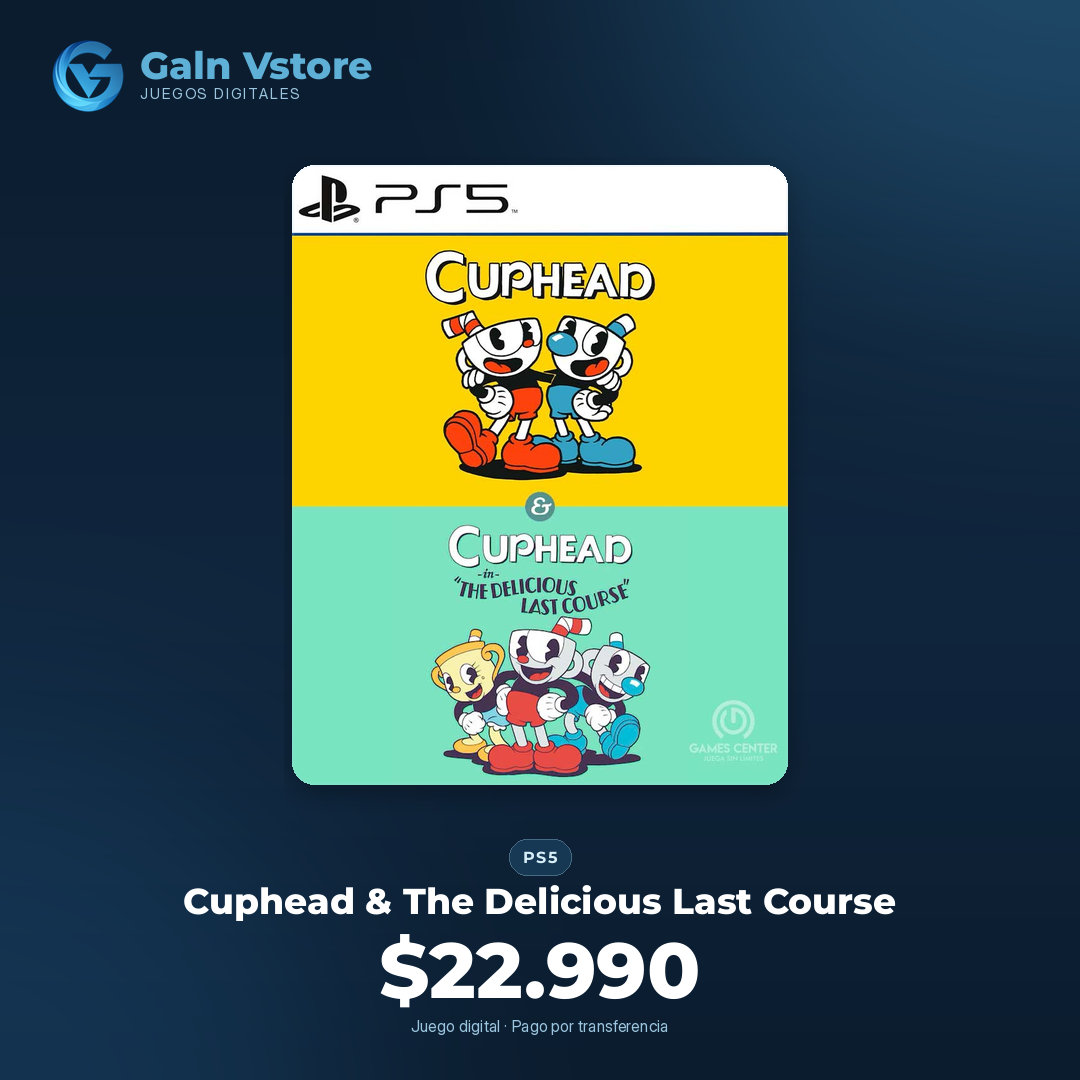 Galn Vstore
JUEGOS DIGITALES
PS5
CUPHEAD
&
CUPHEAD
-in-
"THE DELICIOUS
LAST COURSE"
GAMES CENTER
JUEGA SIN LÍMITES
PS5
Cuphead & The Delicious Last Course
$22.990
Juego digital · Pago por transferencia